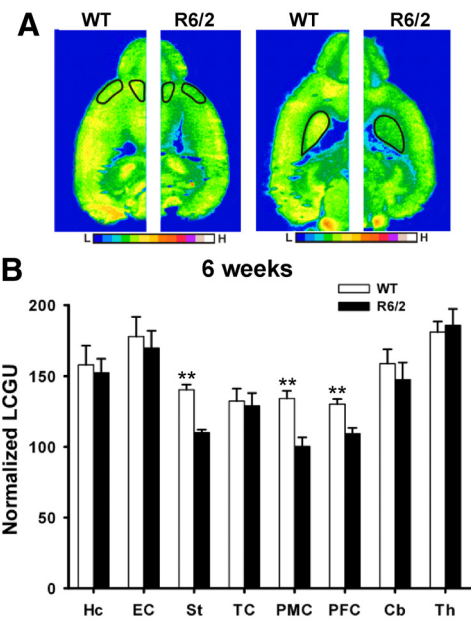 A
WT R6/2 WT R6/2
L H L H
B
6 weeks
WT
R6/2
Normalized LCGU
200
150
100
50
0
** ** **
Hc EC St TC PMC PFC Cb Th